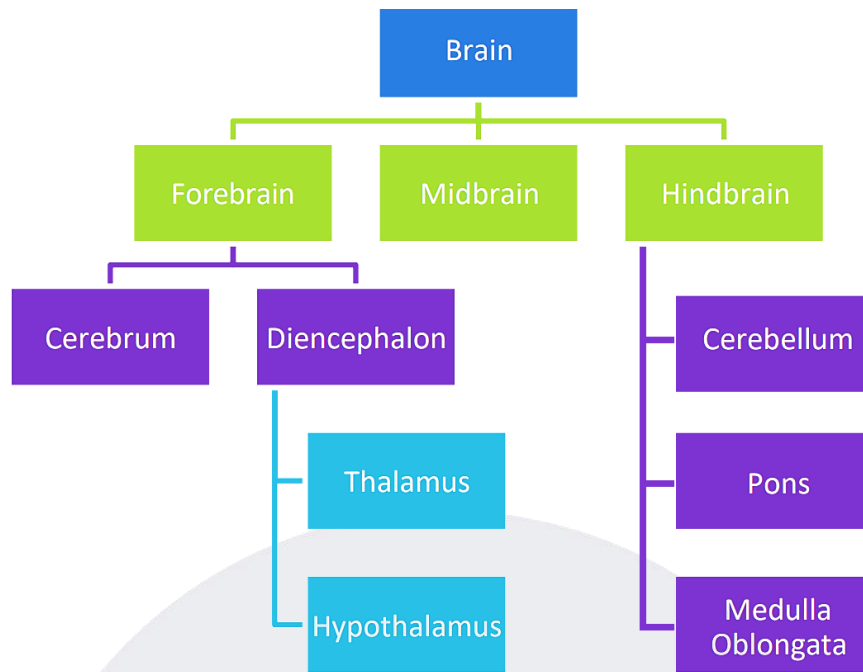 Brain
Forebrain
Midbrain
Hindbrain
Cerebrum
Diencephalon
Cerebellum
Thalamus
Pons
Hypothalamus
Medulla
Oblongata